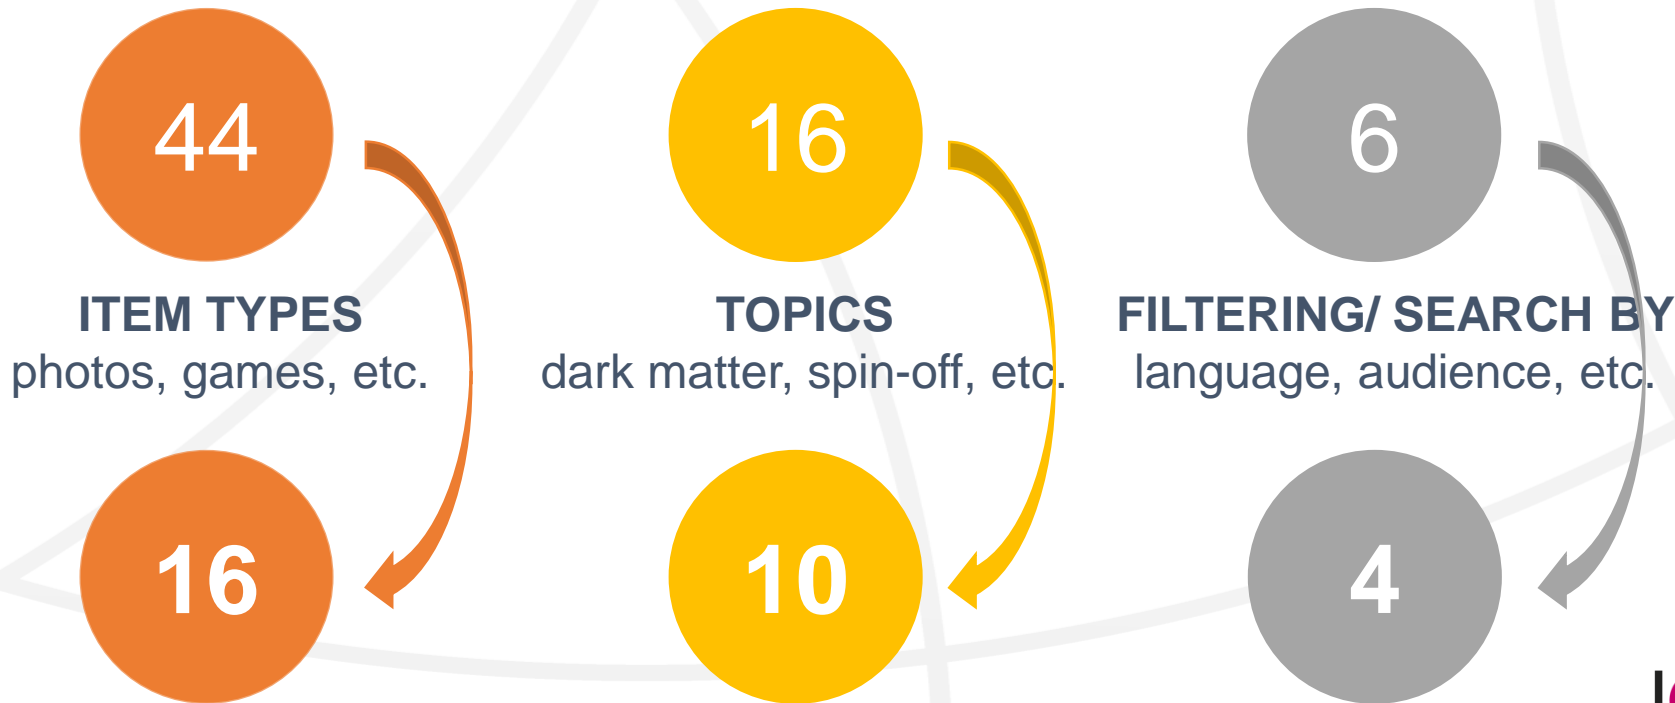 44
16
6
ITEM TYPES
photos, games, etc.
TOPICS
dark matter, spin-off, etc.
FILTERING/ SEARCH BY
language, audience, etc.
16
10
4